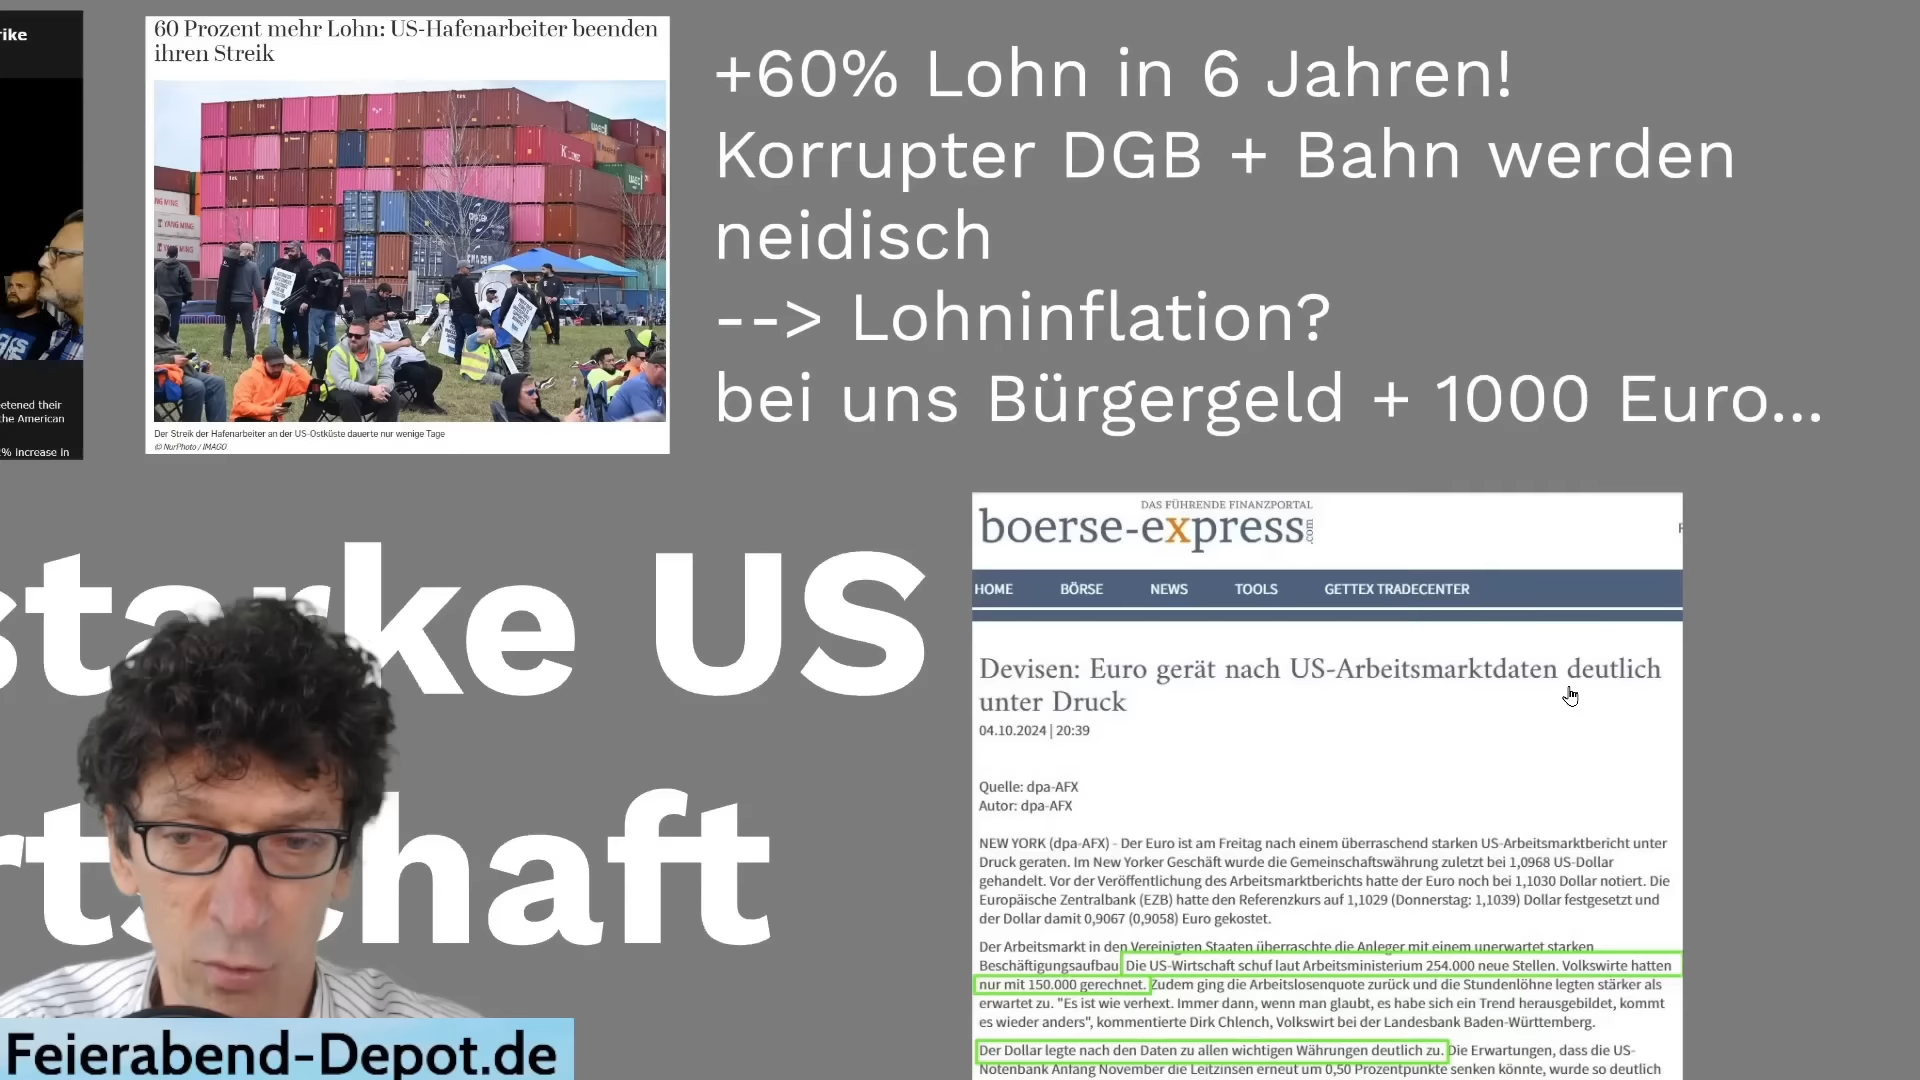 ike
etened their
the American
% increase in
60 Prozent mehr Lohn: US-Hafenarbeiter beenden
ihren Streik
YANG MING
Der Streik der Hafenarbeiter an der US-Ostküste dauerte nur wenige Tage
© NurPhoto / IMAGO
+60% Lohn in 6 Jahren!
Korrupter DGB + Bahn werden
neidisch
--> Lohninflation?
bei uns Bürgergeld + 1000 Euro...
starke US
rtschaft
DAS FÜHRENDE FINANZPORTAL
boerse-express.com
HOME BÖRSE NEWS TOOLS GETTEX TRADECENTER
Devisen: Euro gerät nach US-Arbeitsmarktdaten deutlich
unter Druck
04.10.2024 | 20:39
Quelle: dpa-AFX
Autor: dpa-AFX
NEW YORK (dpa-AFX) - Der Euro ist am Freitag nach einem überraschend starken US-Arbeitsmarktbericht unter
Druck geraten. Im New Yorker Geschäft wurde die Gemeinschaftswährung zuletzt bei 1,0968 US-Dollar
gehandelt. Vor der Veröffentlichung des Arbeitsmarktberichts hatte der Euro noch bei 1,1030 Dollar notiert. Die
Europäische Zentralbank (EZB) hatte den Referenzkurs auf 1,1029 (Donnerstag: 1,1039) Dollar festgesetzt und
der Dollar damit 0,9067 (0,9058) Euro gekostet.
Der Arbeitsmarkt in den Vereinigten Staaten überraschte die Anleger mit einem unerwartet starken
Beschäftigungsaufbau. Die US-Wirtschaft schuf laut Arbeitsministerium 254.000 neue Stellen. Volkswirte hatten
nur mit 150.000 gerechnet. Zudem ging die Arbeitslosenquote zurück und die Stundenlöhne legten stärker als
erwartet zu. "Es ist wie verhext. Immer dann, wenn man glaubt, es habe sich ein Trend herausgebildet, kommt
es wieder anders", kommentierte Dirk Chlench, Volkswirt bei der Landesbank Baden-Württemberg.
Der Dollar legte nach den Daten zu allen wichtigen Währungen deutlich zu. Die Erwartungen, dass die US-
Notenbank Anfang November die Leitzinsen erneut um 0,50 Prozentpunkte senken könnte, wurde so deutlich
Feierabend-Depot.de